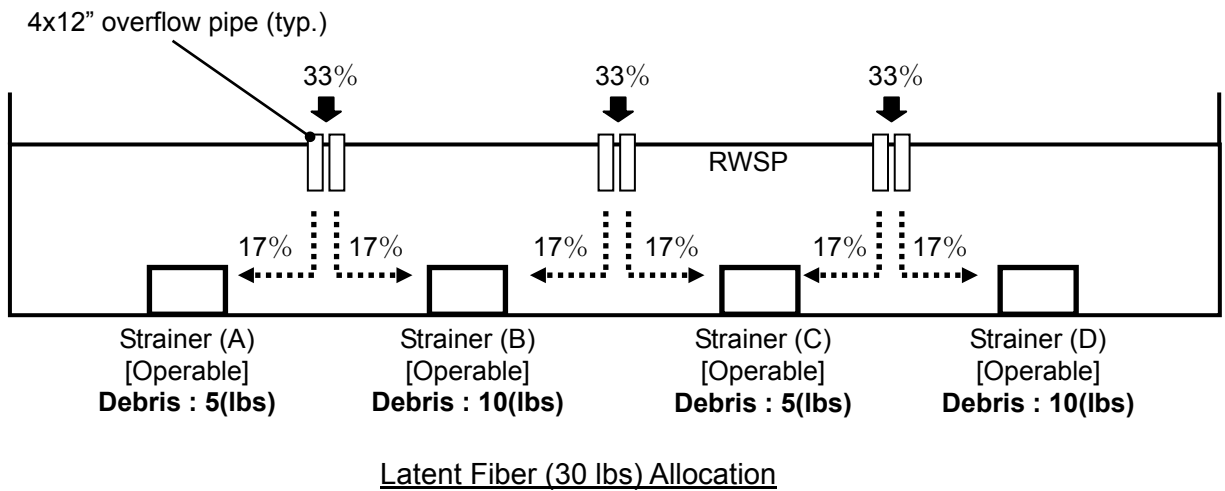 4x12” overflow pipe (typ.)
33% 33% 33%
RWSP
17% 17% 17% 17% 17% 17%
Strainer (A) Strainer (B) Strainer (C) Strainer (D)
[Operable] [Operable] [Operable] [Operable]
Debris : 5(lbs) Debris : 10(lbs) Debris : 5(lbs) Debris : 10(lbs)
Latent Fiber (30 lbs) Allocation